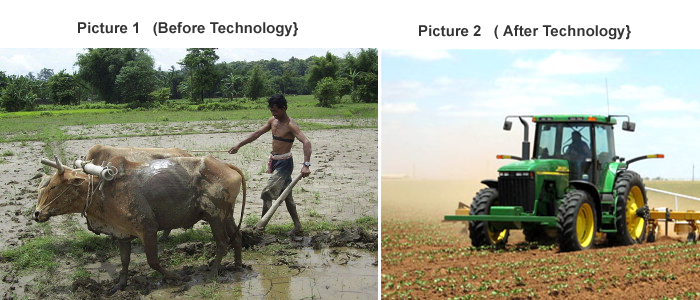 Picture 1 (Before Technology}
Picture 2 ( After Technology}